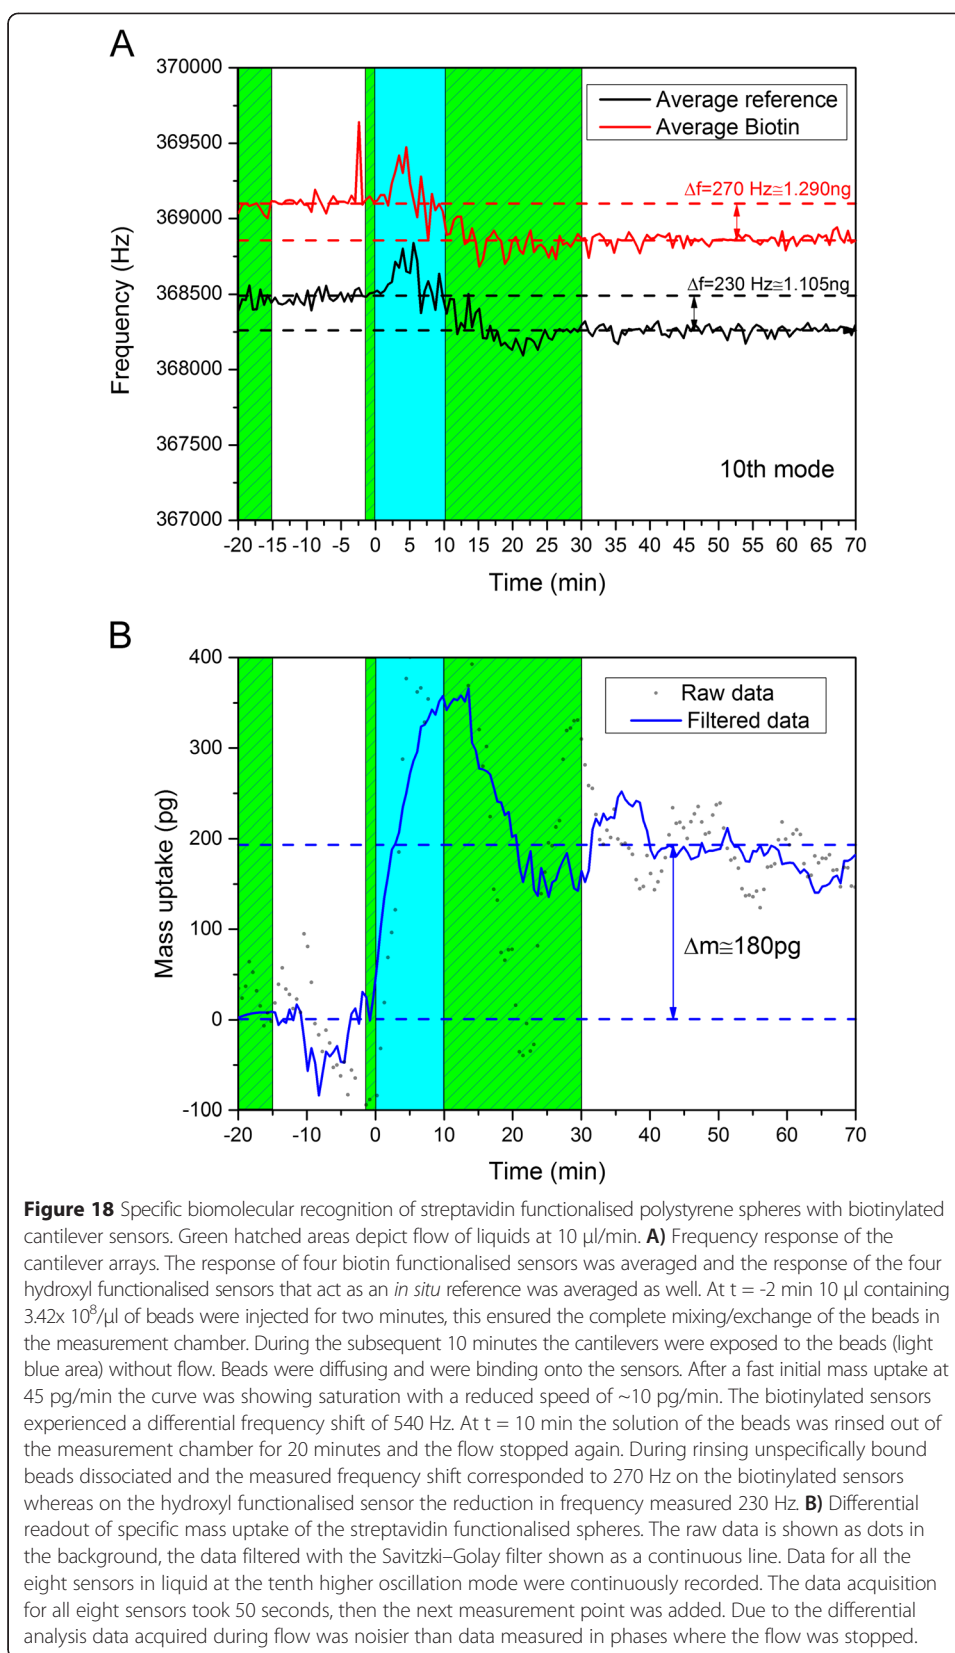 A
370000
369500
369000
368500
368000
367500
367000
Frequency (Hz)
Average reference
Average Biotin
Δf=270 Hz≅1.290ng
Δf=230 Hz≅1.105ng
10th mode
-20 -15 -10 -5 0 5 10 15 20 25 30 35 40 45 50 55 60 65 70
Time (min)
B
400
300
200
100
0
-100
Mass uptake (pg)
Raw data
Filtered data
Δm≅180pg
-20 -10 0 10 20 30 40 50 60 70
Time (min)
Figure 18 Specific biomolecular recognition of streptavidin functionalised polystyrene spheres with biotinylated
cantilever sensors. Green hatched areas depict flow of liquids at 10 μl/min. A) Frequency response of the
cantilever arrays. The response of four biotin functionalised sensors was averaged and the response of the four
hydroxyl functionalised sensors that act as an in situ reference was averaged as well. At t = -2 min 10 μl containing
3.42x 10⁸/μl of beads were injected for two minutes, this ensured the complete mixing/exchange of the beads in
the measurement chamber. During the subsequent 10 minutes the cantilevers were exposed to the beads (light
blue area) without flow. Beads were diffusing and were binding onto the sensors. After a fast initial mass uptake at
45 pg/min the curve was showing saturation with a reduced speed of ~10 pg/min. The biotinylated sensors
experienced a differential frequency shift of 540 Hz. At t = 10 min the solution of the beads was rinsed out of
the measurement chamber for 20 minutes and the flow stopped again. During rinsing unspecifically bound
beads dissociated and the measured frequency shift corresponded to 270 Hz on the biotinylated sensors
whereas on the hydroxyl functionalised sensor the reduction in frequency measured 230 Hz. B) Differential
readout of specific mass uptake of the streptavidin functionalised spheres. The raw data is shown as dots in
the background, the data filtered with the Savitzki–Golay filter shown as a continuous line. Data for all the
eight sensors in liquid at the tenth higher oscillation mode were continuously recorded. The data acquisition
for all eight sensors took 50 seconds, then the next measurement point was added. Due to the differential
analysis data acquired during flow was noisier than data measured in phases where the flow was stopped.